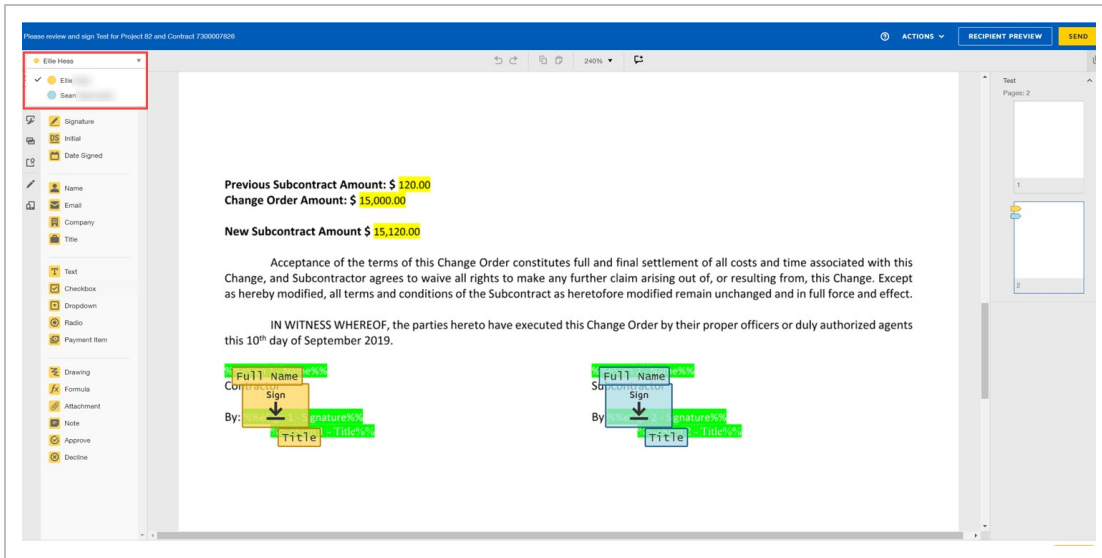 Please review and sign Test for Project 82 and Contract 7300007826
ACTIONS
RECIPIENT PREVIEW
SEND
Elle Hess
Elle
Sean
240%
Signature
DS Initial
Date Signed
Name
Email
Company
Title
T Text
Checkbox
Dropdown
Radio
Payment Item
Drawing
fx Formula
Attachment
Note
Approve
Decline
Previous Subcontract Amount: $ 120.00
Change Order Amount: $ 15,000.00
New Subcontract Amount $ 15,120.00
Acceptance of the terms of this Change Order constitutes full and final settlement of all costs and time associated with this
Change, and Subcontractor agrees to waive all rights to make any further claim arising out of, or resulting from, this Change. Except
as hereby modified, all terms and conditions of the Subcontract as heretofore modified remain unchanged and in full force and effect.
IN WITNESS WHEREOF, the parties hereto have executed this Change Order by their proper officers or duly authorized agents
this 10th day of September 2019.
Full Name
Sign
By:
Title
Full Name
Sign
By
Title
Test
Pages: 2
1
2